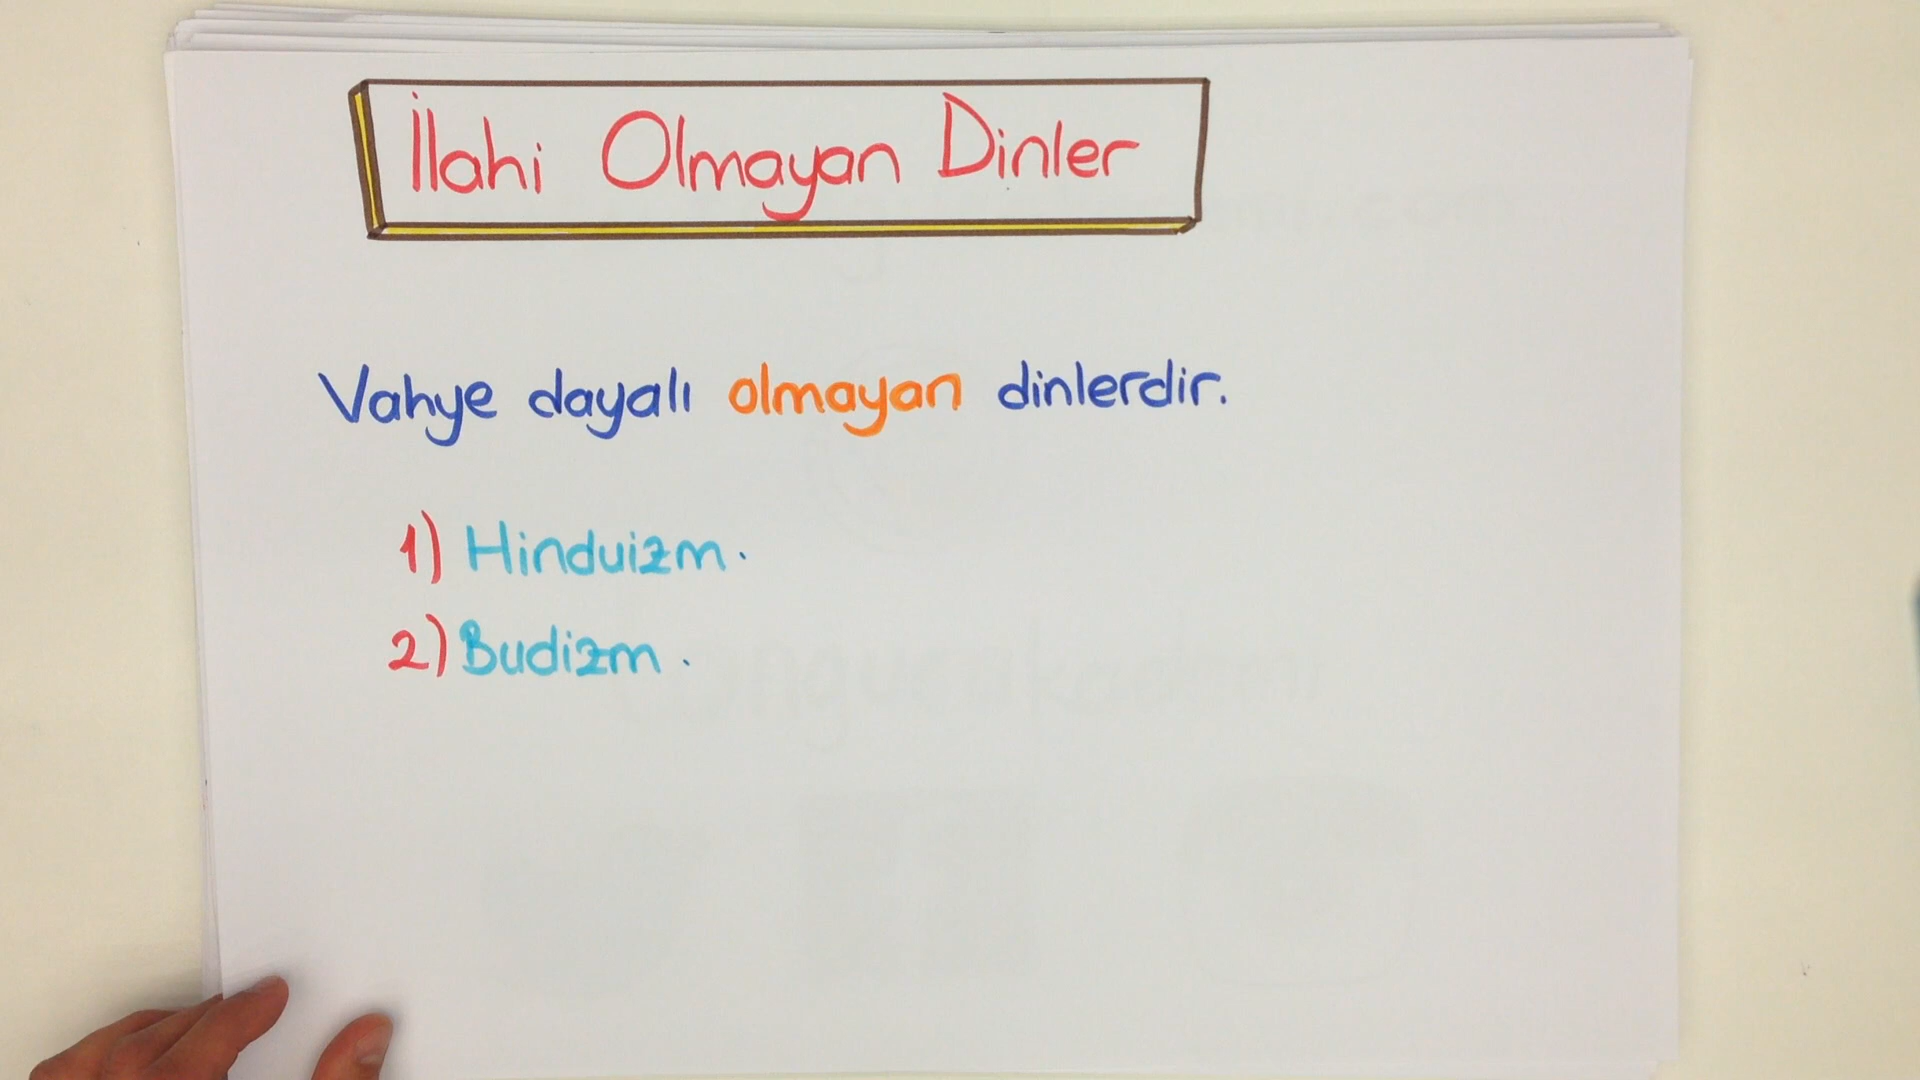 İlahi Olmayan Dinler
Vahye dayalı olmayan dinlerdir.
1) Hinduizm.
2) Budizm.